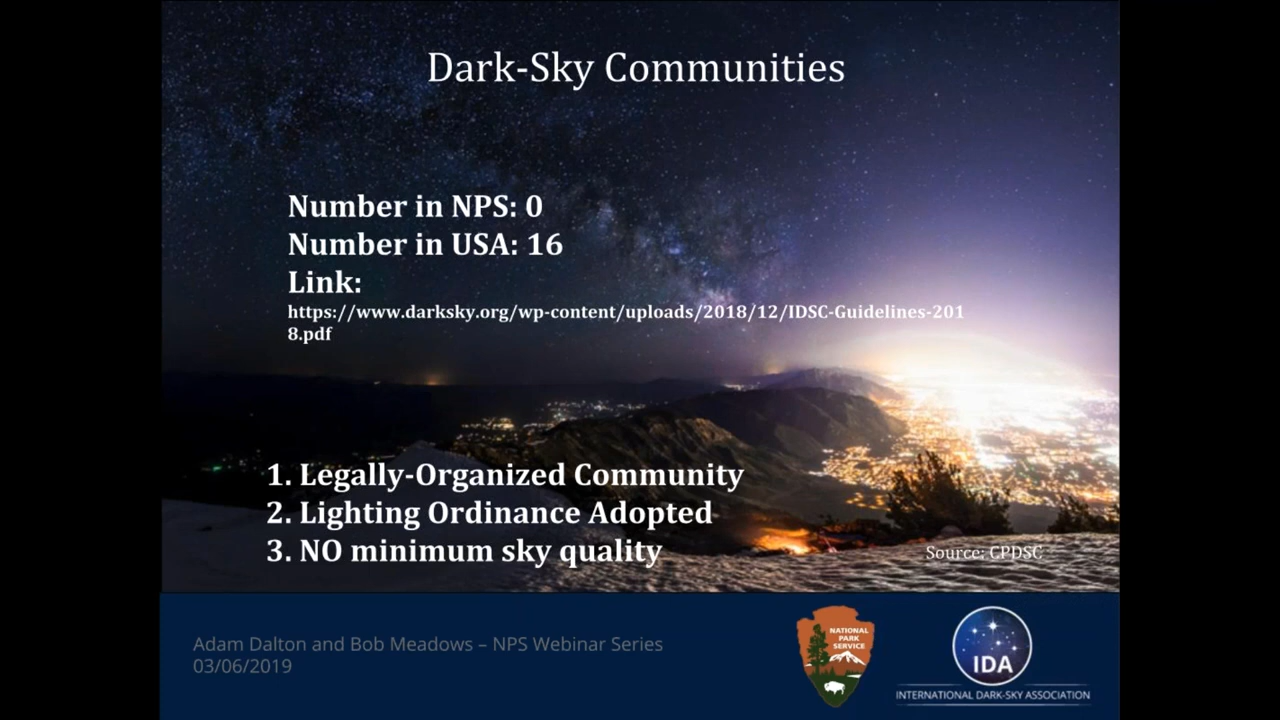 Dark-Sky Communities
Number in NPS: 0
Number in USA: 16
Link:
https://www.darksky.org/wp-content/uploads/2018/12/IDSC-Guidelines-201
8.pdf
1. Legally-Organized Community
2. Lighting Ordinance Adopted
3. NO minimum sky quality
Source: CPDSC
Adam Dalton and Bob Meadows – NPS Webinar Series
03/06/2019
NATIONAL
PARK
SERVICE
IDA
INTERNATIONAL DARK-SKY ASSOCIATION